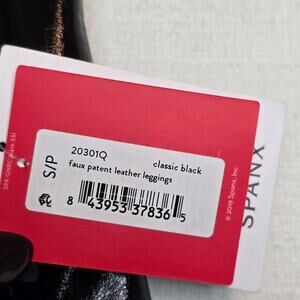 20301Q
classic black
faux patent leather leggings
S/P
8 43953 37836 5
© 2019 Spanx, Inc.
SPANX